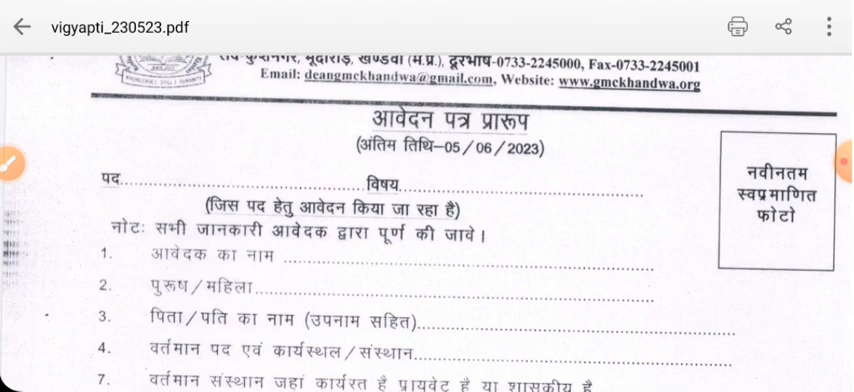 vigyapti_230523.pdf
खण्डवा (म.प्र.), दूरभाष-0733-2245000, Fax-0733-2245001
Email: deangmckhandwa@gmail.com, Website: www.gmckhandwa.org
आवेदन पत्र प्रारूप
(अंतिम तिथि–05/06/2023)
नवीनतम
स्वप्रमाणित
फोटो
पद.......................................................विषय.......................................................
(जिस पद हेतु आवेदन किया जा रहा है)
नोटः सभी जानकारी आवेदक द्वारा पूर्ण की जावे।
1. आवेदक का नाम .......................................................
2. पुरूष/महिला.......................................................
3. पिता/पति का नाम (उपनाम सहित).......................................................
4. वर्तमान पद एवं कार्यस्थल/संस्थान.......................................................
7. वर्तमान संस्थान जहां कार्यरत है प्रायवेट है या शासकीय है